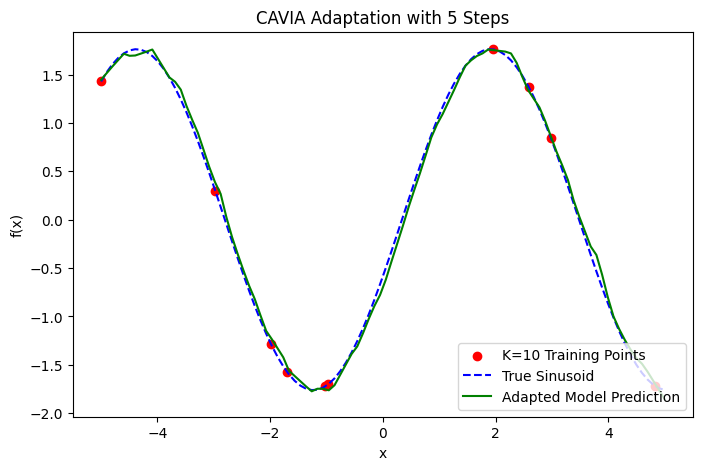 CAVIA Adaptation with 5 Steps
1.5
1.0
0.5
0.0
−0.5
−1.0
−1.5
−2.0
f(x)
K=10 Training Points
True Sinusoid
Adapted Model Prediction
−4
−2
0
2
4
x